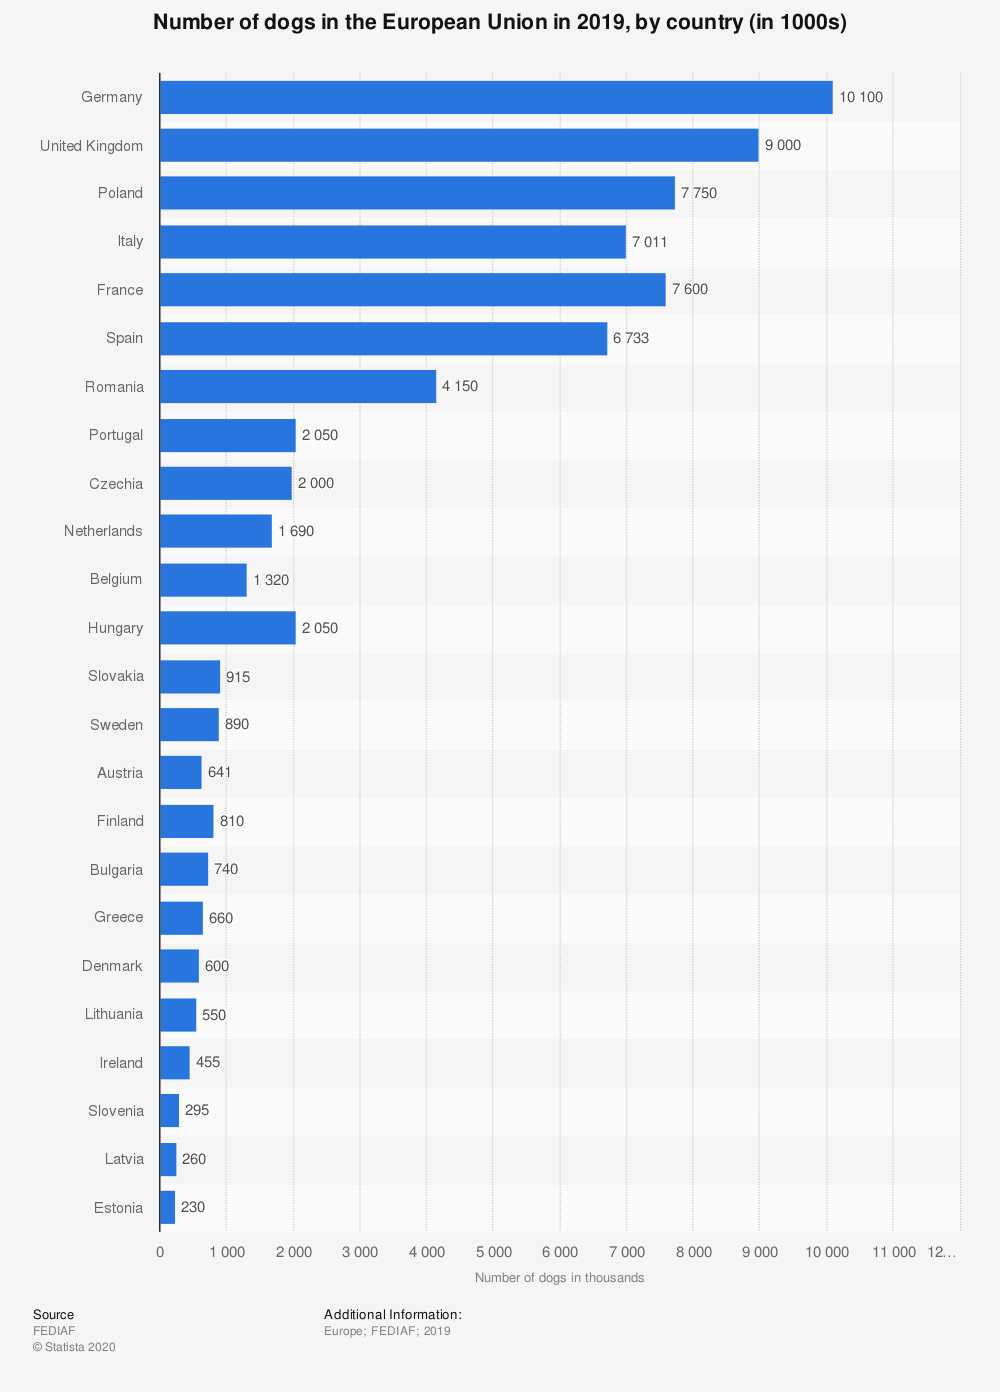 Number of dogs in the European Union in 2019, by country (in 1000s)
Germany 10 100
United Kingdom 9 000
Poland 7 750
Italy 7 011
France 7 600
Spain 6 733
Romania 4 150
Portugal 2 050
Czechia 2 000
Netherlands 1 690
Belgium 1 320
Hungary 2 050
Slovakia 915
Sweden 890
Austria 641
Finland 810
Bulgaria 740
Greece 660
Denmark 600
Lithuania 550
Ireland 455
Slovenia 295
Latvia 260
Estonia 230
0 1 000 2 000 3 000 4 000 5 000 6 000 7 000 8 000 9 000 10 000 11 000 12…
Number of dogs in thousands
Source Additional Information:
FEDIAF Europe; FEDIAF; 2019
© Statista 2020